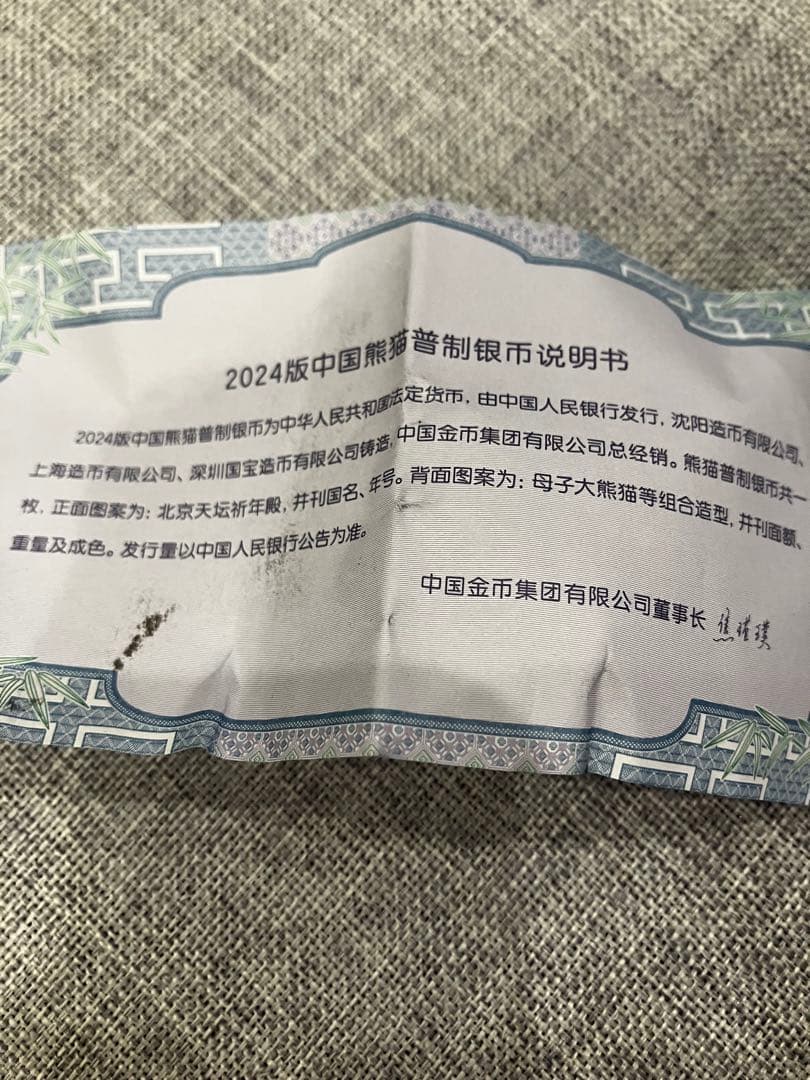 2024版中国熊猫普制银币说明书
2024版中国熊猫普制银币为中华人民共和国法定货币，由中国人民银行发行，沈阳造币有限公司、
上海造币有限公司、深圳国宝造币有限公司铸造，中国金币集团有限公司总经销。熊猫普制银币共一
枚，正面图案为：北京天坛祈年殿，并刊国名、年号。背面图案为：母子大熊猫等组合造型，并刊面额、
重量及成色。发行量以中国人民银行公告为准。
中国金币集团有限公司董事长